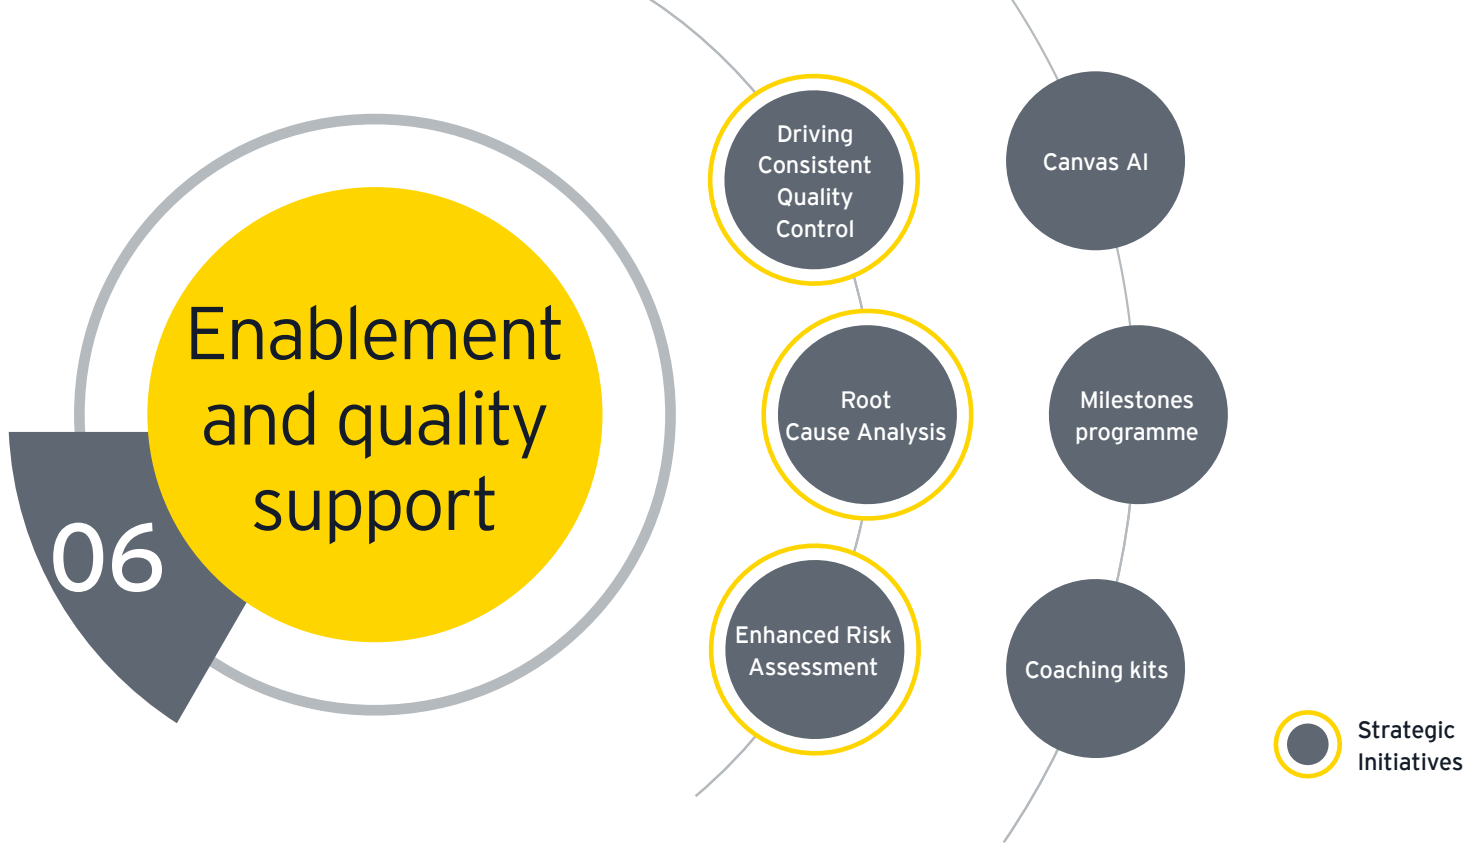 Enablement
and quality
support
06
Driving
Consistent
Quality
Control
Root
Cause Analysis
Enhanced Risk
Assessment
Canvas AI
Milestones
programme
Coaching kits
Strategic
Initiatives